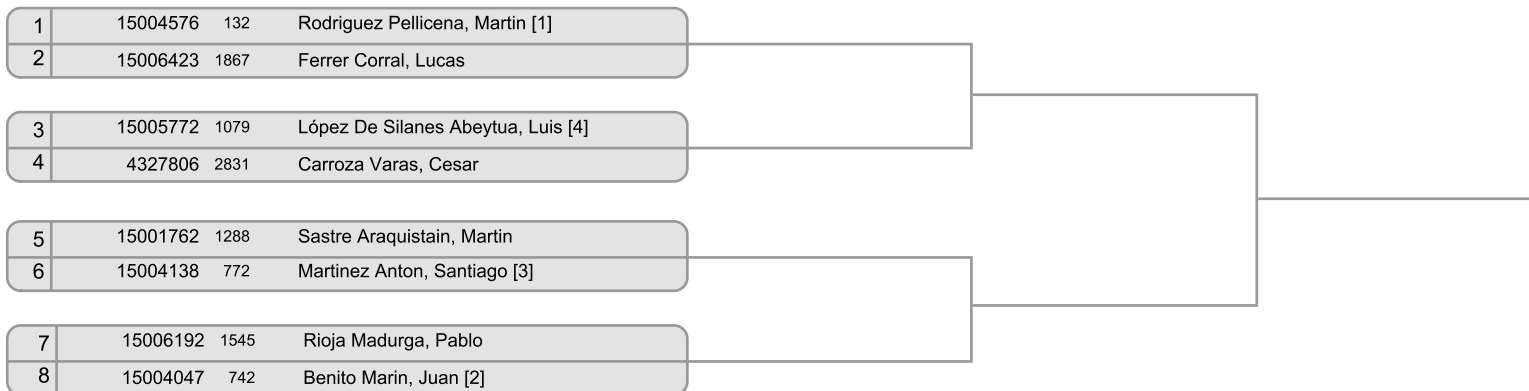 1 15004576 132 Rodriguez Pellicena, Martin [1]
2 15006423 1867 Ferrer Corral, Lucas
3 15005772 1079 López De Silanes Abeytua, Luis [4]
4 4327806 2831 Carroza Varas, Cesar
5 15001762 1288 Sastre Araquistain, Martin
6 15004138 772 Martinez Anton, Santiago [3]
7 15006192 1545 Rioja Madurga, Pablo
8 15004047 742 Benito Marin, Juan [2]